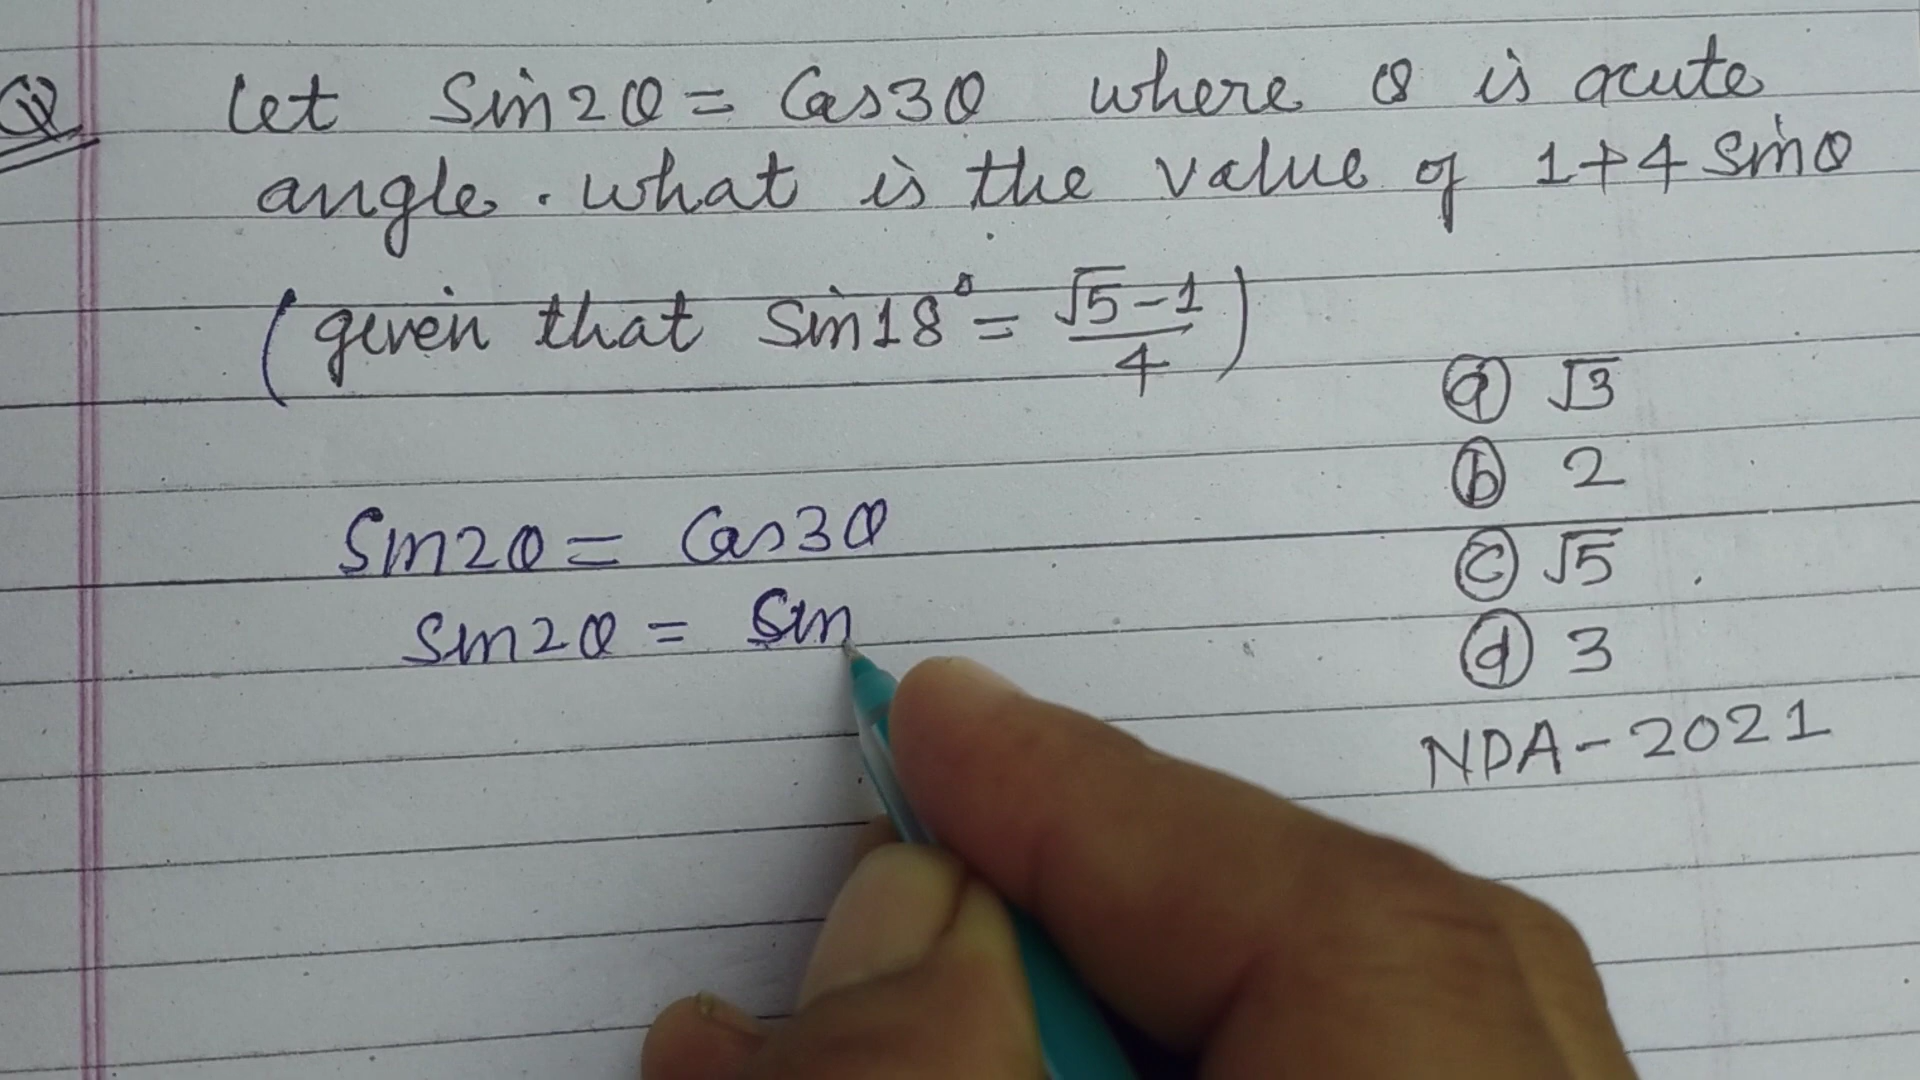 Q Let Sin2θ = Cos3θ where θ is acute
angle. what is the value of 1+4 sinθ
(given that Sin18° = √5-1/4)
ⓐ √3
ⓑ 2
ⓒ √5
ⓓ 3
NDA-2021
Sin2θ = Cos3θ
Sin2θ = Sin